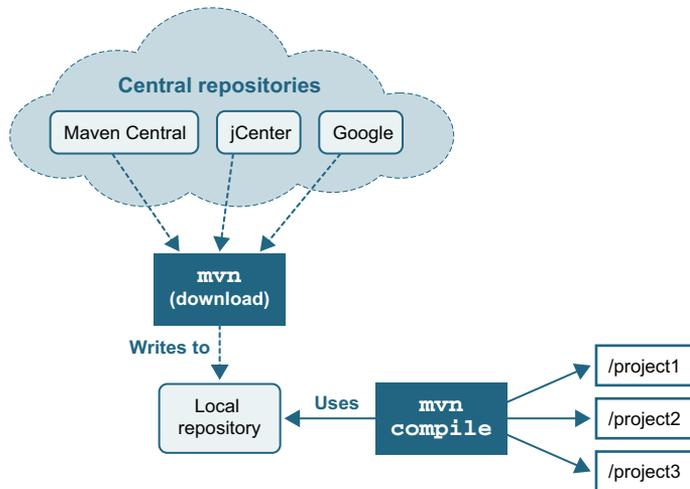 Central repositories
Maven Central
jCenter
Google
mvn
(download)
Writes to
Local
repository
Uses
mvn
compile
/project1
/project2
/project3